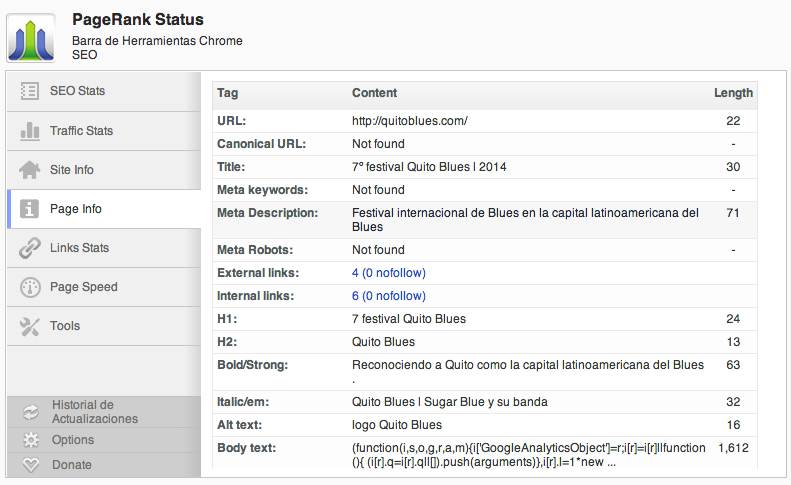 PageRank Status
Barra de Herramientas Chrome
SEO
SEO Stats
Traffic Stats
Site Info
Page Info
Links Stats
Page Speed
Tools
Historial de
Actualizaciones
Options
Donate
Tag Content Length
URL: http://quitoblues.com/ 22
Canonical URL: Not found -
Title: 7º festival Quito Blues | 2014 30
Meta keywords: Not found -
Meta Description: Festival internacional de Blues en la capital latinoamericana del 71
Blues
Meta Robots: Not found -
External links: 4 (0 nofollow)
Internal links: 6 (0 nofollow)
H1: 7 festival Quito Blues 24
H2: Quito Blues 13
Bold/Strong: Reconociendo a Quito como la capital latinoamericana del Blues 63
.
Italic/em: Quito Blues | Sugar Blue y su banda 32
Alt text: logo Quito Blues 16
Body text: (function(i,s,o,g,r,a,m){i['GoogleAnalyticsObject']=r;i[r]=i[r]||function 1,612
(){ (i[r].q=i[r].q||[]).push(arguments)},i[r].l=1*new ...